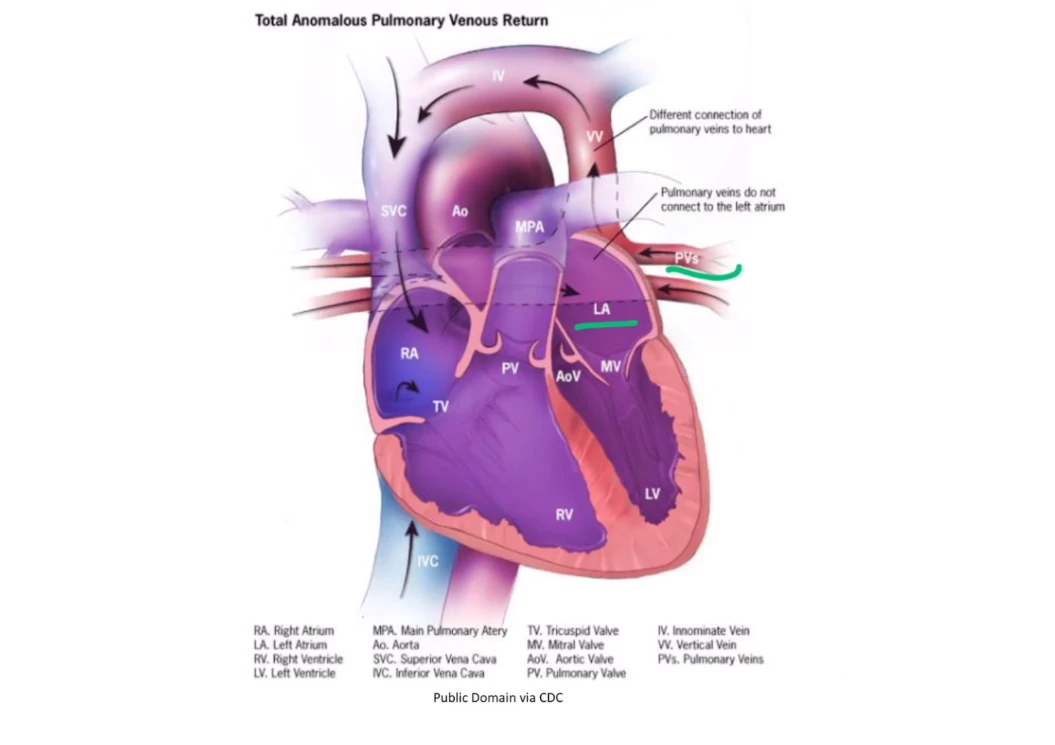 Total Anomalous Pulmonary Venous Return
IV
Different connection of
pulmonary veins to heart
VV
Pulmonary veins do not
connect to the left atrium
SVC
Ao
MPA
PVs
LA
RA
PV
AoV
MV
TV
LV
RV
IVC
RA. Right Atrium
LA. Left Atrium
RV. Right Ventricle
LV. Left Ventricle
MPA. Main Pulmonary Atery
Ao. Aorta
SVC. Superior Vena Cava
IVC. Inferior Vena Cava
TV. Tricuspid Valve
MV. Mitral Valve
AoV. Aortic Valve
PV. Pulmonary Valve
IV. Innominate Vein
VV. Vertical Vein
PVs. Pulmonary Veins
Public Domain via CDC